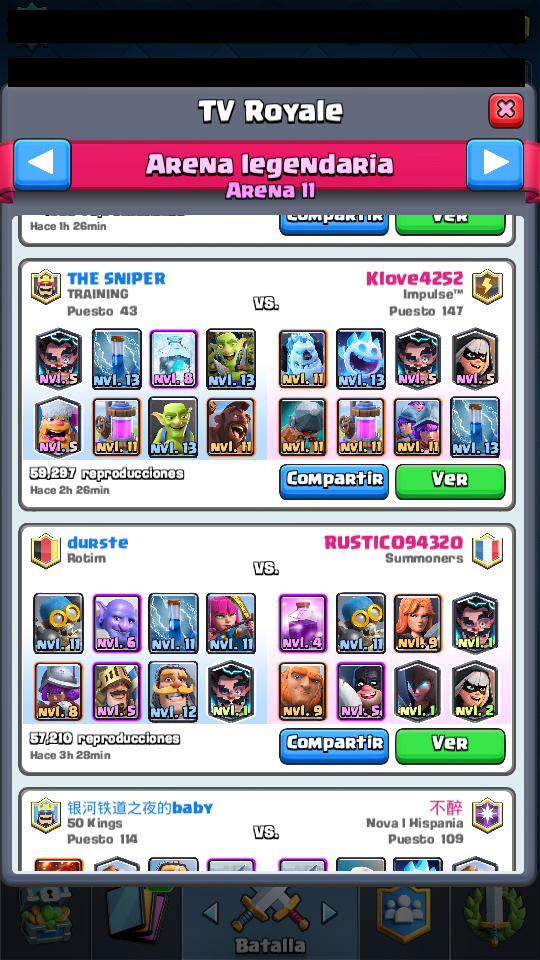 TV Royale
Arena legendaria
Arena 11
Compartir
Ver
Hace 1h 26min
THE SNIPER
TRAINING
Puesto 43
vs.
Klove4252
Impulse™
Puesto 147
Nvl. 5 Nvl. 13 Nvl. 8 Nvl. 13 Nvl. 11 Nvl. 13 Nvl. 5 Nvl. 5
Nvl. 5 Nvl. 11 Nvl. 13 Nvl. 11 Nvl. 11 Nvl. 11 Nvl. 11 Nvl. 13
59,297 reproducciones
Hace 2h 26min
Compartir
Ver
durste
Rotim
vs.
RUSTICO94320
Summoners
Nvl. 11 Nvl. 6 Nvl. 11 Nvl. 11 Nvl. 4 Nvl. 11 Nvl. 9 Nvl. 1
Nvl. 8 Nvl. 5 Nvl. 12 Nvl. 1 Nvl. 9 Nvl. 5 Nvl. 1 Nvl. 2
57,210 reproducciones
Hace 3h 28min
Compartir
Ver
银河铁道之夜的baby
50 Kings
Puesto 114
vs.
不醉
Nova l Hispania
Puesto 109
Batalla